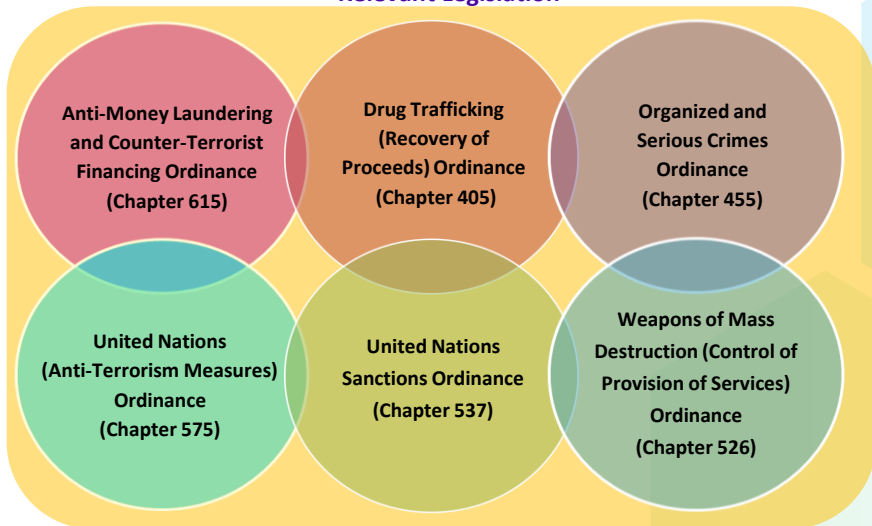 Relevant Legislation
Anti-Money Laundering
and Counter-Terrorist
Financing Ordinance
(Chapter 615)
Drug Trafficking
(Recovery of
Proceeds) Ordinance
(Chapter 405)
Organized and
Serious Crimes
Ordinance
(Chapter 455)
United Nations
(Anti-Terrorism Measures)
Ordinance
(Chapter 575)
United Nations
Sanctions Ordinance
(Chapter 537)
Weapons of Mass
Destruction (Control of
Provision of Services)
Ordinance
(Chapter 526)